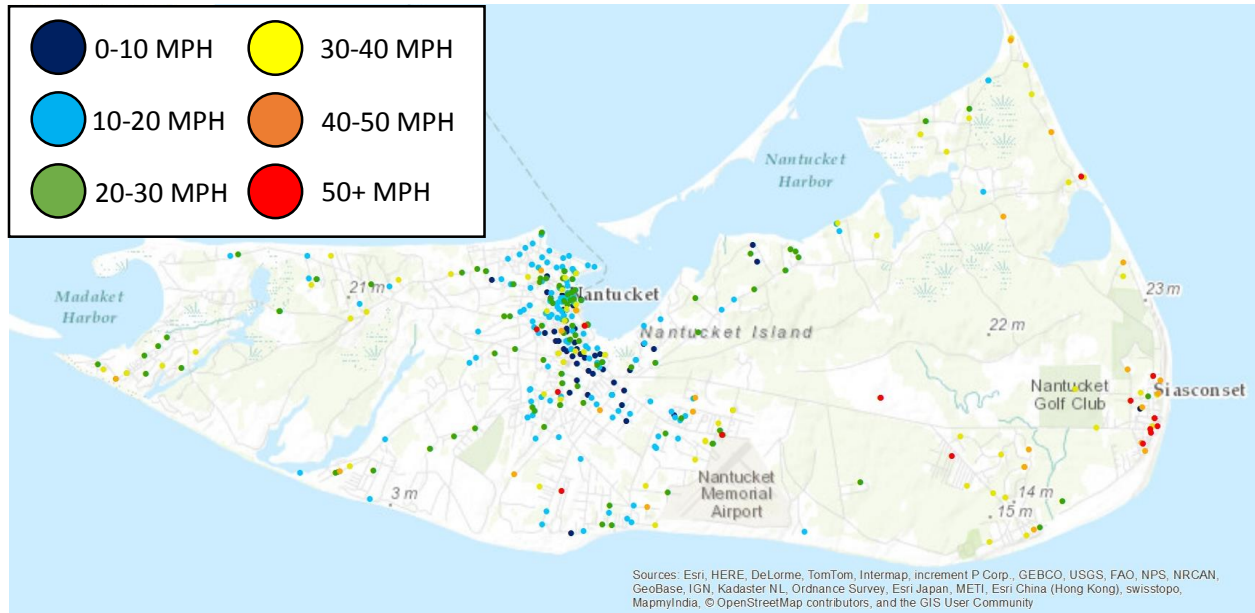 0-10 MPH
30-40 MPH
10-20 MPH
40-50 MPH
20-30 MPH
50+ MPH
Nantucket
Harbor
Madaket
Harbor
21 m
Nantucket
23 m
Nantucket Island
22 m
Nantucket
Golf Club
Siasconset
Nantucket
Memorial
Airport
3 m
14 m
15 m
Sources: Esri, HERE, DeLorme, TomTom, Intermap, increment P Corp., GEBCO, USGS, FAO, NPS, NRCAN,
GeoBase, IGN, Kadaster NL, Ordnance Survey, Esri Japan, METI, Esri China (Hong Kong), swisstopo,
MapmyIndia, © OpenStreetMap contributors, and the GIS User Community